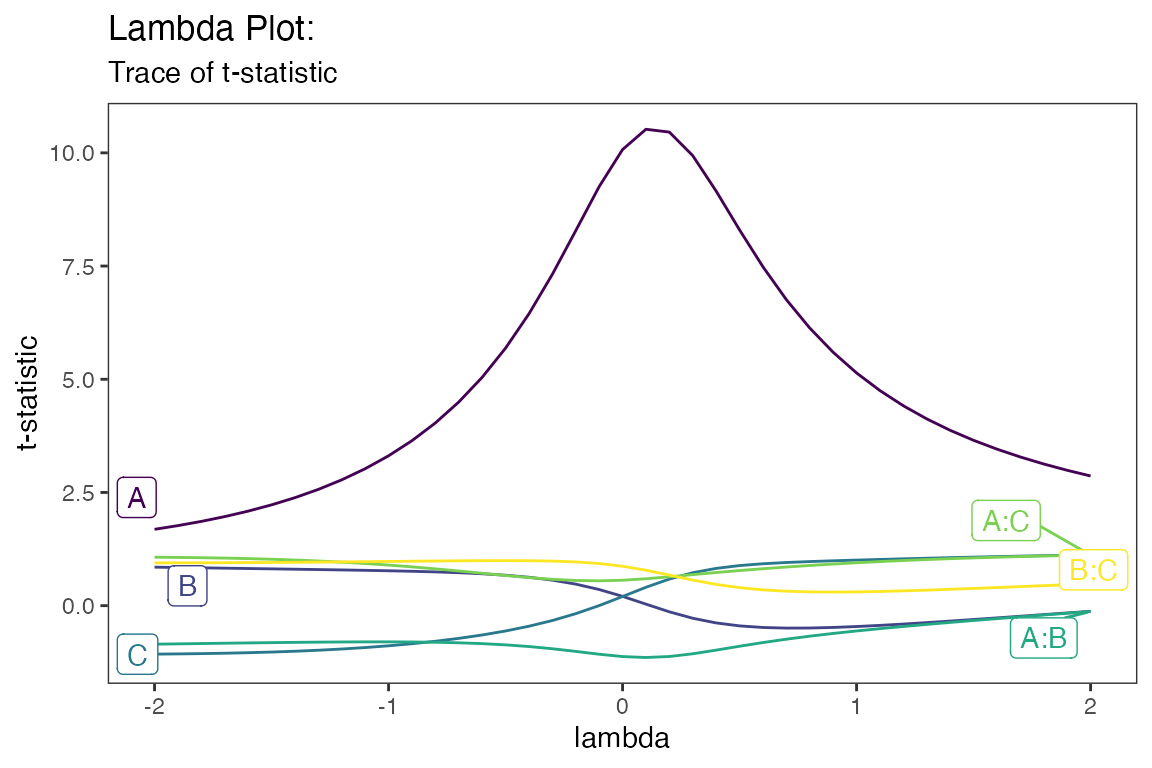 Lambda Plot:
Trace of t-statistic
10.0
7.5
5.0
2.5
0.0
t-statistic
A
B
C
A:C
B:C
A:B
-2
-1
0
1
2
lambda